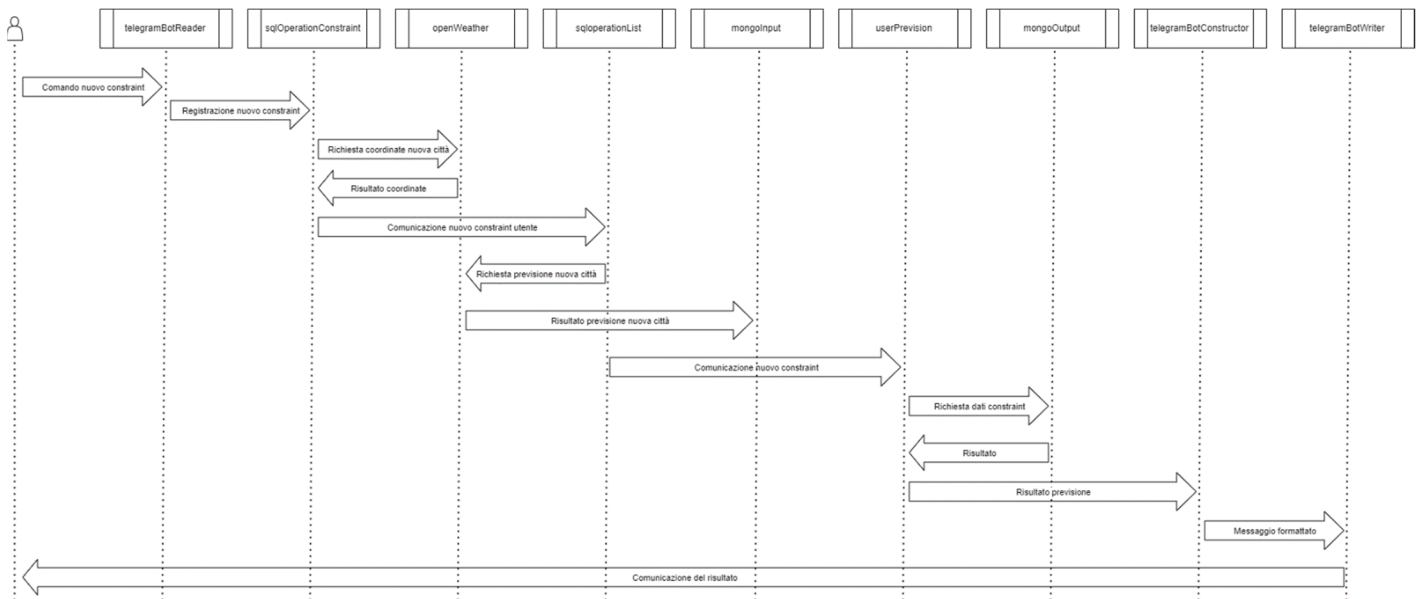 telegramBotReader
sqlOperationConstraint
openWeather
sqloperationList
mongoInput
userPrevision
mongoOutput
telegramBotConstructor
telegramBotWriter
Comando nuovo constraint
Registrazione nuovo constraint
Richiesta coordinate nuova città
Risultato coordinate
Comunicazione nuovo constraint utente
Richiesta previsione nuova città
Risultato previsione nuova città
Comunicazione nuovo constraint
Richiesta dati constraint
Risultato
Risultato previsione
Messaggio formattato
Comunicazione del risultato